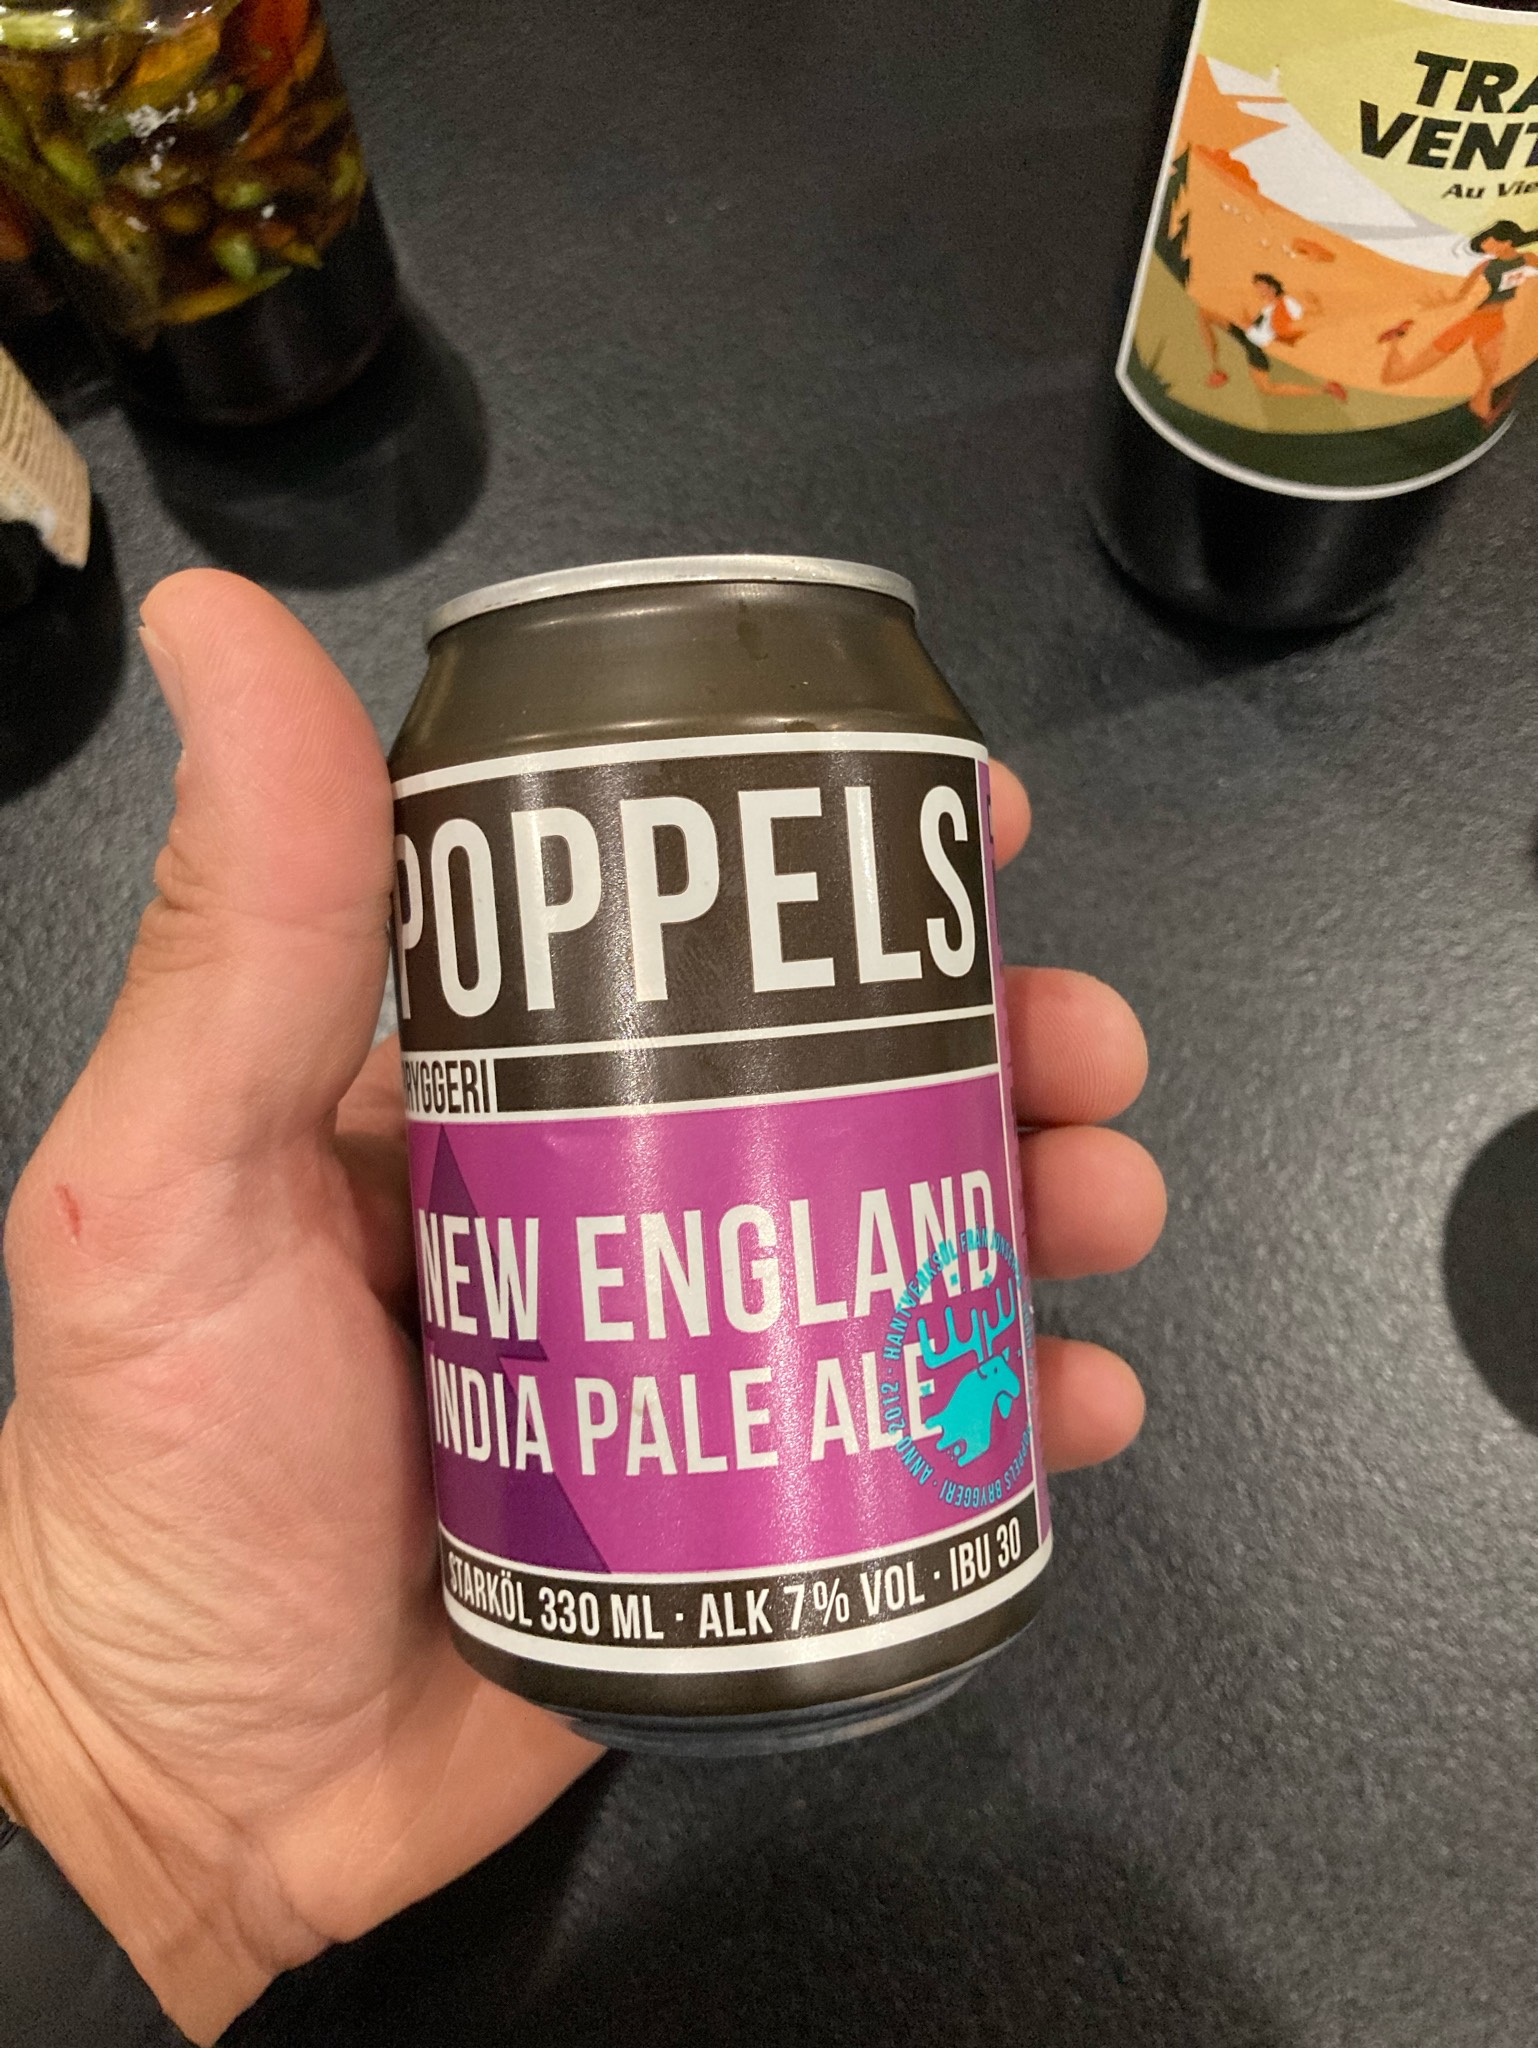 TRA
VENT
Au Vie
POPPELS
BRYGGERI
NEW ENGLAND
INDIA PALE ALE
ANNO 2012 · HANTVERKSÖL FRÅN
POPPELS BRYGGERI ·
STARKÖL 330 ML · ALK 7% VOL · IBU 30